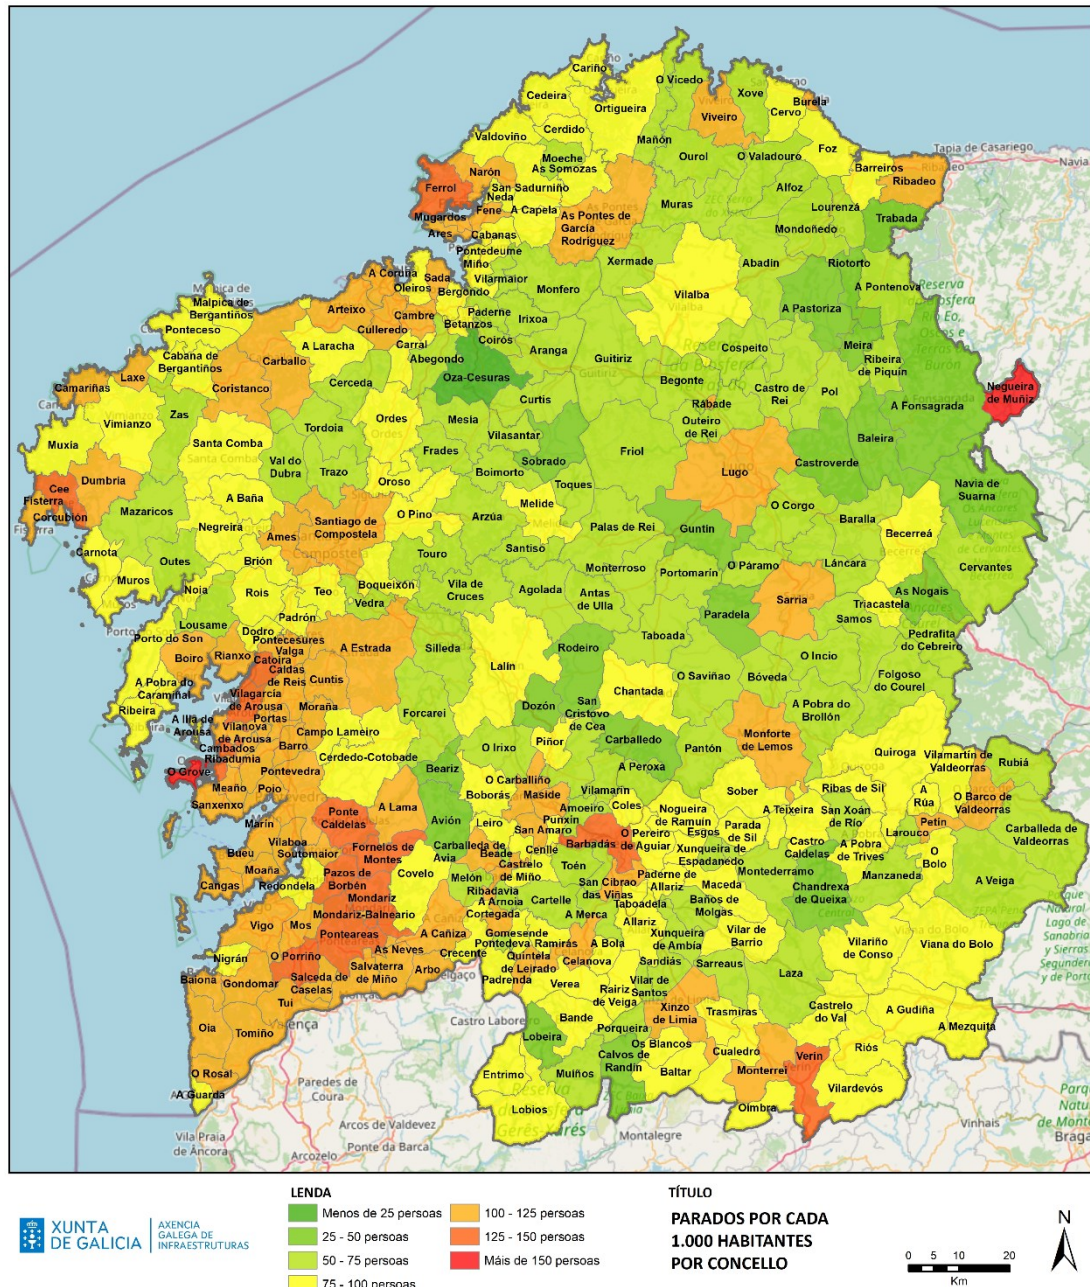 Cariño
Cedeira
Ortigueira
O Vicedo
Xove
Burela
Viveiro
Cervo
Cerdido
Valdoviño
Mañón
Foz
Tapia de Casariego
Navia
Moeche
As Somozas
Ourol
O Valadouro
Barreiros
Ribadeo
Narón
Ferrol
San Sadurniño
Neda
Alfoz
Mugardos
Fene
A Capela
As Pontes de
García
Rodríguez
Muras
Lourenzá
Trabada
Ares
Cabanas
Mondoñedo
Pontedeume
Miño
Xermade
Abadín
Riotorto
A Coruña
Sada
Vilarmaior
Oleiros
Bergondo
Monfero
Vilalba
A Pontenova
Malpica de
Bergantiños
Arteixo
Cambre
Paderne
Irixoa
A Pastoriza
Ponteceso
Culleredo
Betanzos
A Laracha
Carral
Coirós
Cospeito
Meira
Cabana de
Bergantiños
Carballo
Abegondo
Aranga
Guitiriz
Ribeira
de Piquín
Laxe
Camariñas
Coristanco
Cerceda
Oza-Cesuras
Begonte
Castro de
Rei
Pol
Negueira
de Muñiz
Zas
Curtis
Rábade
A Fonsagrada
Vimianzo
Ordes
Mesía
Outeiro
de Rei
Muxia
Tordoia
Vilasantar
Baleira
Santa Comba
Val do
Dubra
Trazo
Frades
Sobrado
Friol
Lugo
Castroverde
Cee
Dumbria
Boimorto
Fisterra
Oroso
Toques
Navia de
Suarna
Corcubión
A Baña
Melide
O Corgo
Mazaricos
Negreira
Santiago de
Compostela
O Pino
Arzúa
Palas de Rei
Guntín
Baralla
Becerreá
Ames
Carnota
Outes
Brión
Touro
Santiso
O Páramo
Láncara
Cervantes
Muros
Boqueixón
Monterroso
Portomarín
Noia
Rois
Teo
Vedra
Vila de
Cruces
Agolada
Antas
de Ulla
Sarria
As Nogais
Triacastela
Lousame
Padrón
Paradela
Samos
Porto do Son
Dodro
Pontecesures
Taboada
Pedrafita
do Cebreiro
Rianxo
Valga
A Estrada
Silleda
Rodeiro
Boiro
Catoira
O Incio
Caldas
de Reis
Cuntis
Lalín
O Saviñao
Bóveda
Folgoso
do Courel
A Pobra do
Caramiñal
Vilagarcía
de Arousa
Chantada
Ribeira
Moraña
Dozón
San
Cristovo
de Cea
A Pobra do
Brollón
A Illa de
Arousa
Portas
Forcarei
Vilanova
de Arousa
Campo Lameiro
Monforte
de Lemos
Cambados
Barro
Cerdedo-Cotobade
O Irixo
Piñor
Carballedo
Pantón
Quiroga
Vilamartín de
Valdeorras
Rubiá
Ribadumia
O Grove
Pontevedra
Beariz
A Peroxa
Meaño
Poio
O Carballiño
Sober
Ribas de Sil
A
Rúa
O Barco de
Valdeorras
Sanxenxo
A Lama
Boborás
Maside
Vilamarín
Coles
A Teixeira
San Xoán
de Río
Petín
Ponte
Caldelas
Avión
Amoeiro
Nogueira
de Ramuín
Larouco
Marín
Leiro
Punxín
Esgos
Parada
de Sil
Carballeda de
Valdeorras
Vilaboa
Fornelos de
Montes
San Amaro
O Pereiro
de Aguiar
Castro
Caldelas
A Pobra
de Trives
O
Bolo
Bueu
Soutomaior
Carballeda de
Avia
Cenlle
Barbadás
Xunqueira de
Espadanedo
Moaña
Pazos de
Borbén
Covelo
Beade
Castrelo
de Miño
Toén
Montederramo
Manzaneda
Cangas
Redondela
Melón
San Cibrao
das Viñas
Paderne de
Allariz
Maceda
Chandrexa
de Queixa
A Veiga
Mondariz
Ribadavia
Taboadela
Baños de
Molgas
Mondariz-Balneario
A Arnoia
Cartelle
Vigo
Mos
A Cañiza
Cortegada
A Merca
Allariz
Vilar de
Barrio
Vilariño
de Conso
Viana do Bolo
Ponteareas
Gomesende
Xunqueira
de Ambía
As Neves
Crecente
Pontedeva
Ramirás
A Bola
Nigrán
O Porriño
Quintela
de Leirado
Celanova
Sandiás
Sarreaus
Laza
Salvaterra
de Miño
Arbo
Padrenda
Baiona
Gondomar
Salceda de
Caselas
Verea
Vilar de
Santos
Rairiz
de Veiga
Tui
Xinzo
de Limia
Trasmiras
Castrelo
do Val
A Gudiña
Bande
A Mezquita
Oia
Tomiño
Castro Laboreiro
Porqueira
Lobeira
Os Blancos
Cualedro
Verín
Riós
Calvos de
Randín
Monterrei
O Rosal
Entrimo
Muíños
Baltar
Vilardevós
A Guarda
Paredes de
Coura
Oimbra
Lobios
Vila Praia
de Âncora
Arcos de Valdevez
Ponte da Barca
Arcozelo
Montalegre
Vinhais
XUNTA
DE GALICIA
AXENCIA
GALEGA DE
INFRAESTRUTURAS
LENDA
Menos de 25 persoas
25 - 50 persoas
50 - 75 persoas
75 - 100 persoas
100 - 125 persoas
125 - 150 persoas
Máis de 150 persoas
TÍTULO
PARADOS POR CADA
1.000 HABITANTES
POR CONCELLO
N
0 5 10 20
Km